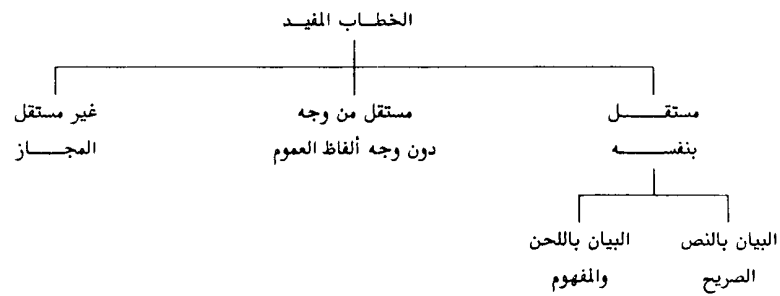 الخطاب المفيد
مستقل
بنفسه
مستقل من وجه
دون وجه ألفاظ العموم
غير مستقل
المجاز
البيان بالنص
الصريح
البيان باللحن
والمفهوم